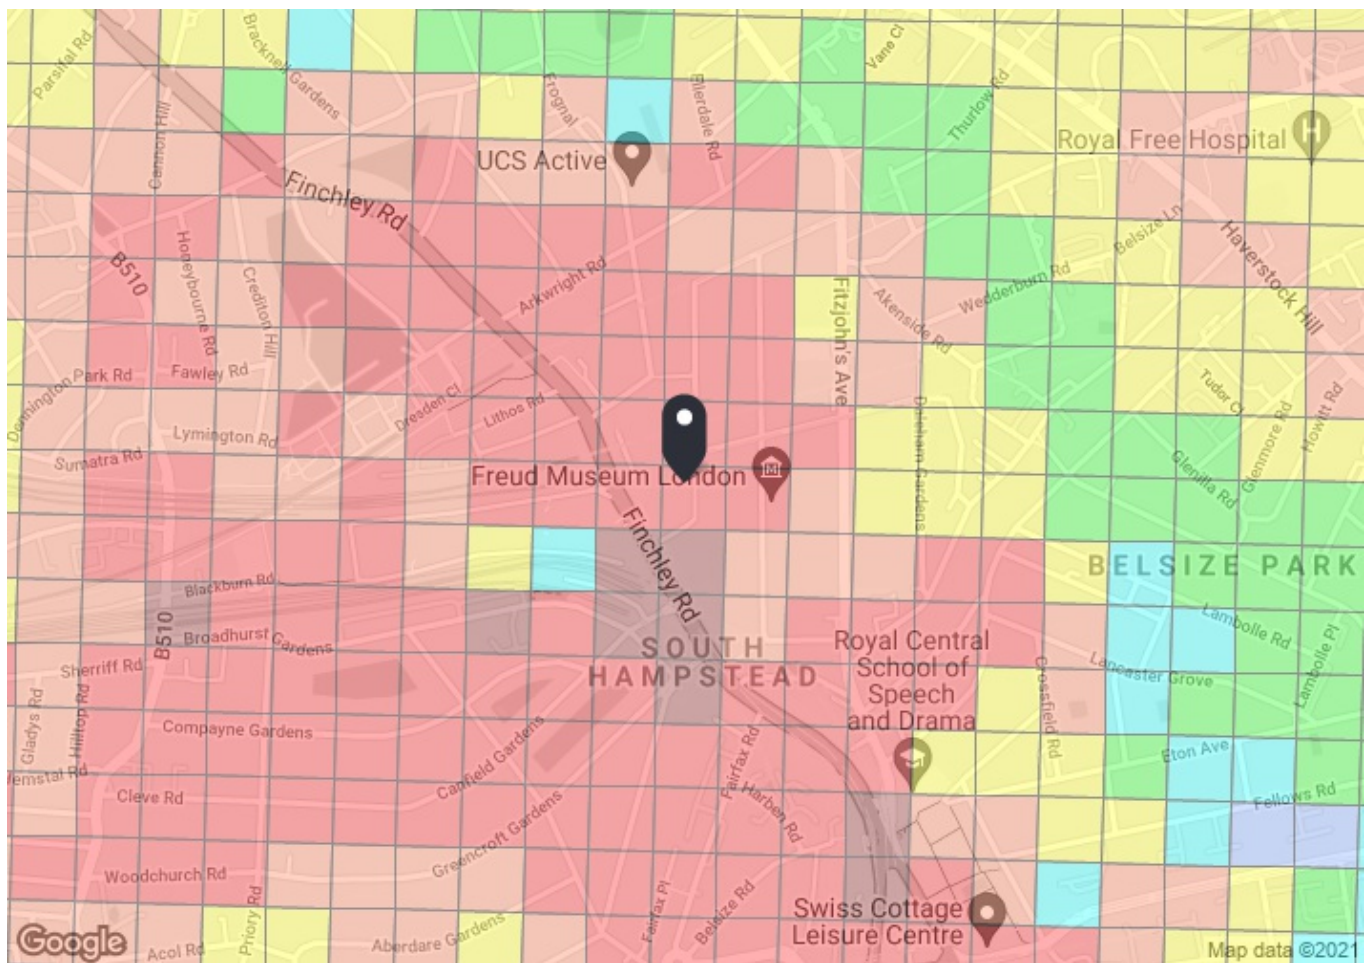 Parsifal Rd
Bracknell Gardens
Vane Cl
Frognal
Ellerdale Rd
Thurlow Rd
Cannon Hill
Royal Free Hospital
UCS Active
Finchley Rd
B510
Honeybourne Rd
Crediton Hill
Arkwright Rd
Fitzjohn's Ave
Akenside Rd
Wedderburn Rd
Belsize Ln
Haverstock Hill
Dennington Park Rd
Fawley Rd
Dresden Cl
Lithos Rd
Tudor Cl
Glenmore Rd
Howitt Rd
Lymington Rd
Sumatra Rd
Freud Museum London
Daleham Gardens
Glenilla Rd
Finchley Rd
BELSIZE PARK
Blackburn Rd
B510
Broadhurst Gardens
SOUTH
HAMPSTEAD
Royal Central
School of
Speech
and Drama
Lambolle Rd
Lambolle Pl
Lancaster Grove
Crossfield Rd
Sherriff Rd
Gladys Rd
Hilltop Rd
Compayne Gardens
Canfield Gardens
Fairfax Rd
Harben Rd
Eton Ave
Fellows Rd
Cleve Rd
Greencroft Gardens
Woodchurch Rd
Priory Rd
Fairfax Pl
Belsize Rd
Swiss Cottage
Leisure Centre
Acol Rd
Aberdare Gardens
Google
Map data ©2021